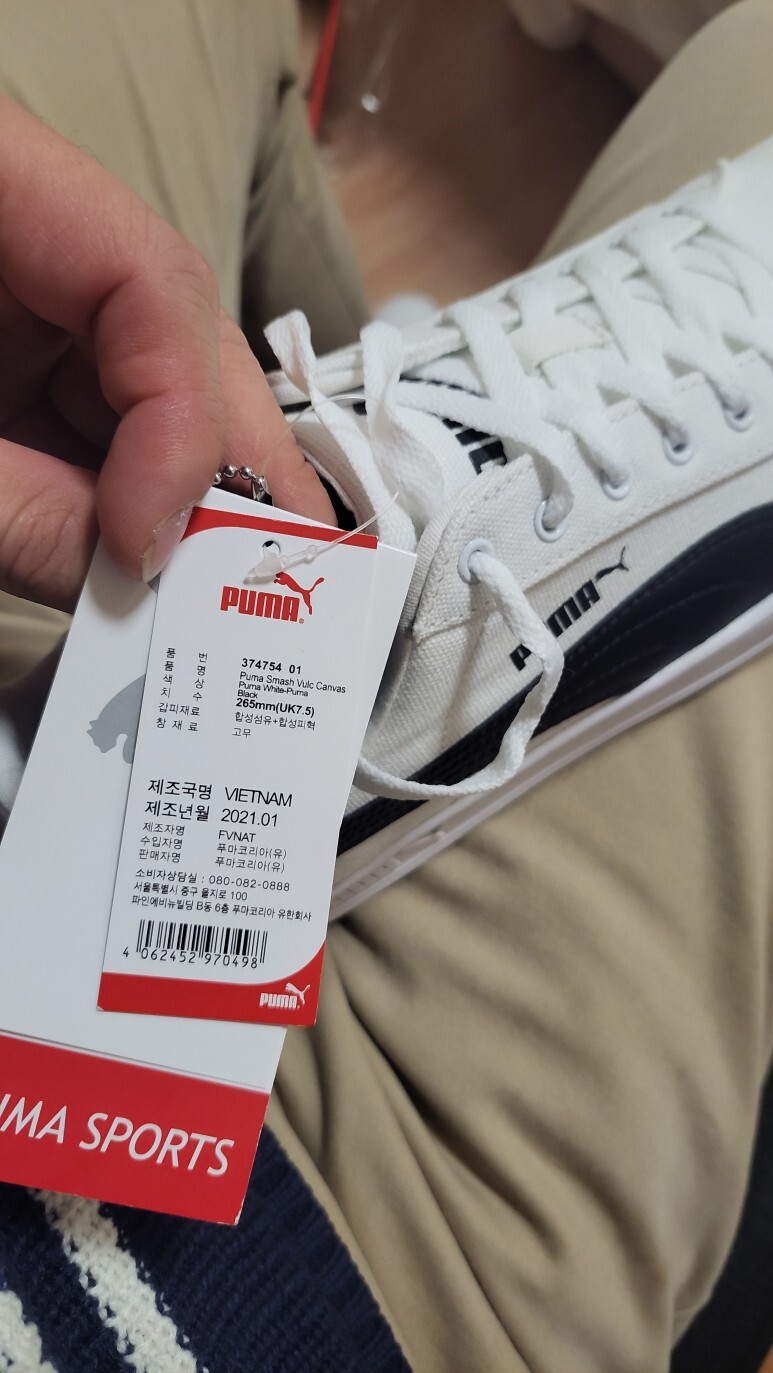 PUMA
품 번 374754 01
품 명 Puma Smash Vulc Canvas
색 상 Puma White-Puma
Black
치 수 265mm(UK7.5)
갑피재료 합성섬유+합성피혁
창 재 료 고무
제조국명 VIETNAM
제조년월 2021.01
제조자명 FVNAT
수입자명 푸마코리아(유)
판매자명 푸마코리아(유)
소비자상담실 : 080-082-0888
서울특별시 중구 을지로 100
파인에비뉴빌딩 B동 6층 푸마코리아 유한회사
4 062452 970498
PUMA
UMA SPORTS
PUMA